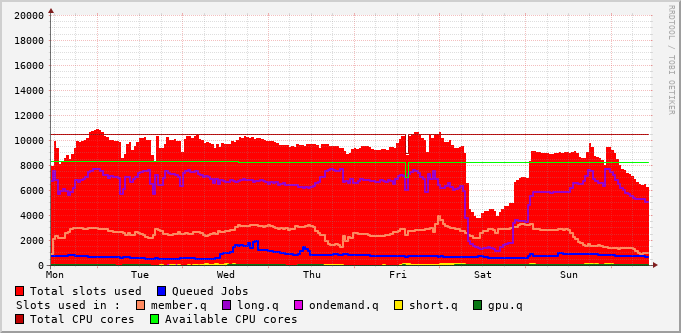 20000
18000
16000
14000
12000
10000
8000
6000
4000
2000
0
Mon Tue Wed Thu Fri Sat Sun
RRDTOOL / TOBI OETIKER
Total slots used Queued Jobs
Slots used in : member.q long.q ondemand.q short.q gpu.q
Total CPU cores Available CPU cores